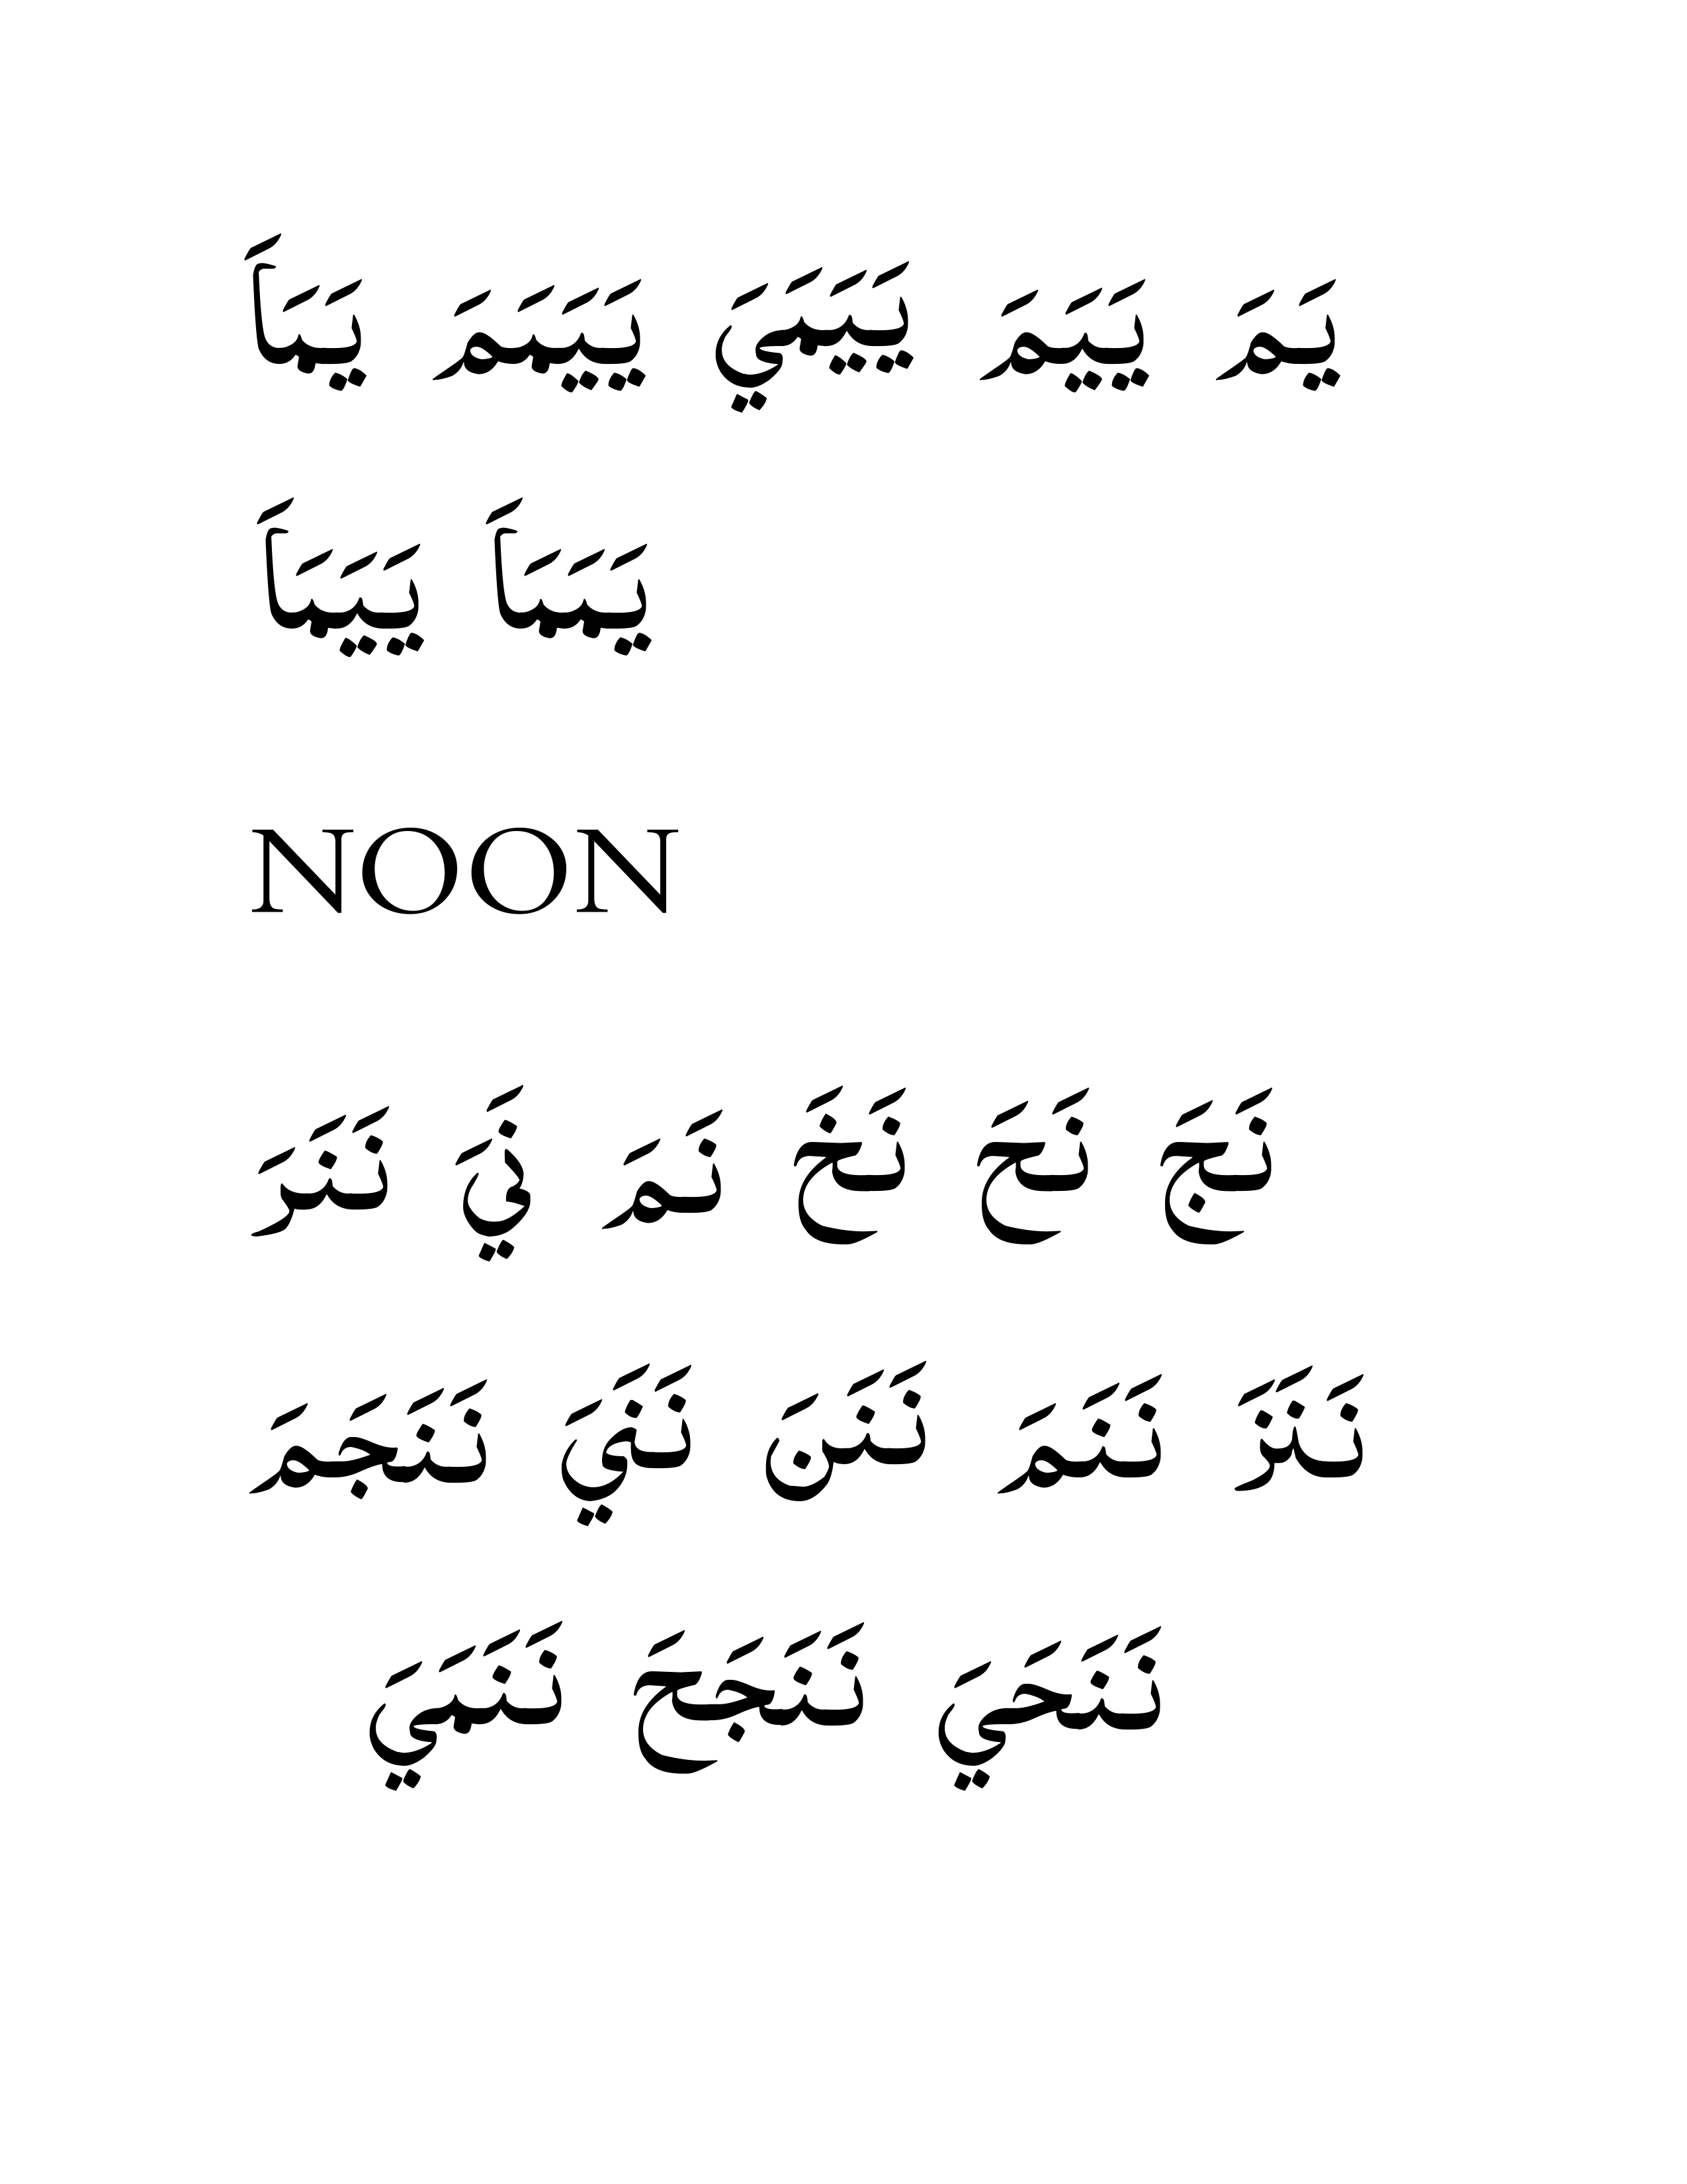 يَمَ يَيَمَ يَيَبَيَ يَيَبَمَ يَبَاَ
يَبَبَاَ يَيَبَاَ
NOON
نَجَ نَحَ نَخَ نَمَ نَيَ نَنَرَ
نَنَزَ نَنَمَ نَنَنَ نَنَيَ نَنَجَمَ
نَنَحَيَ نَنَجَحَ نَنَبَيَ